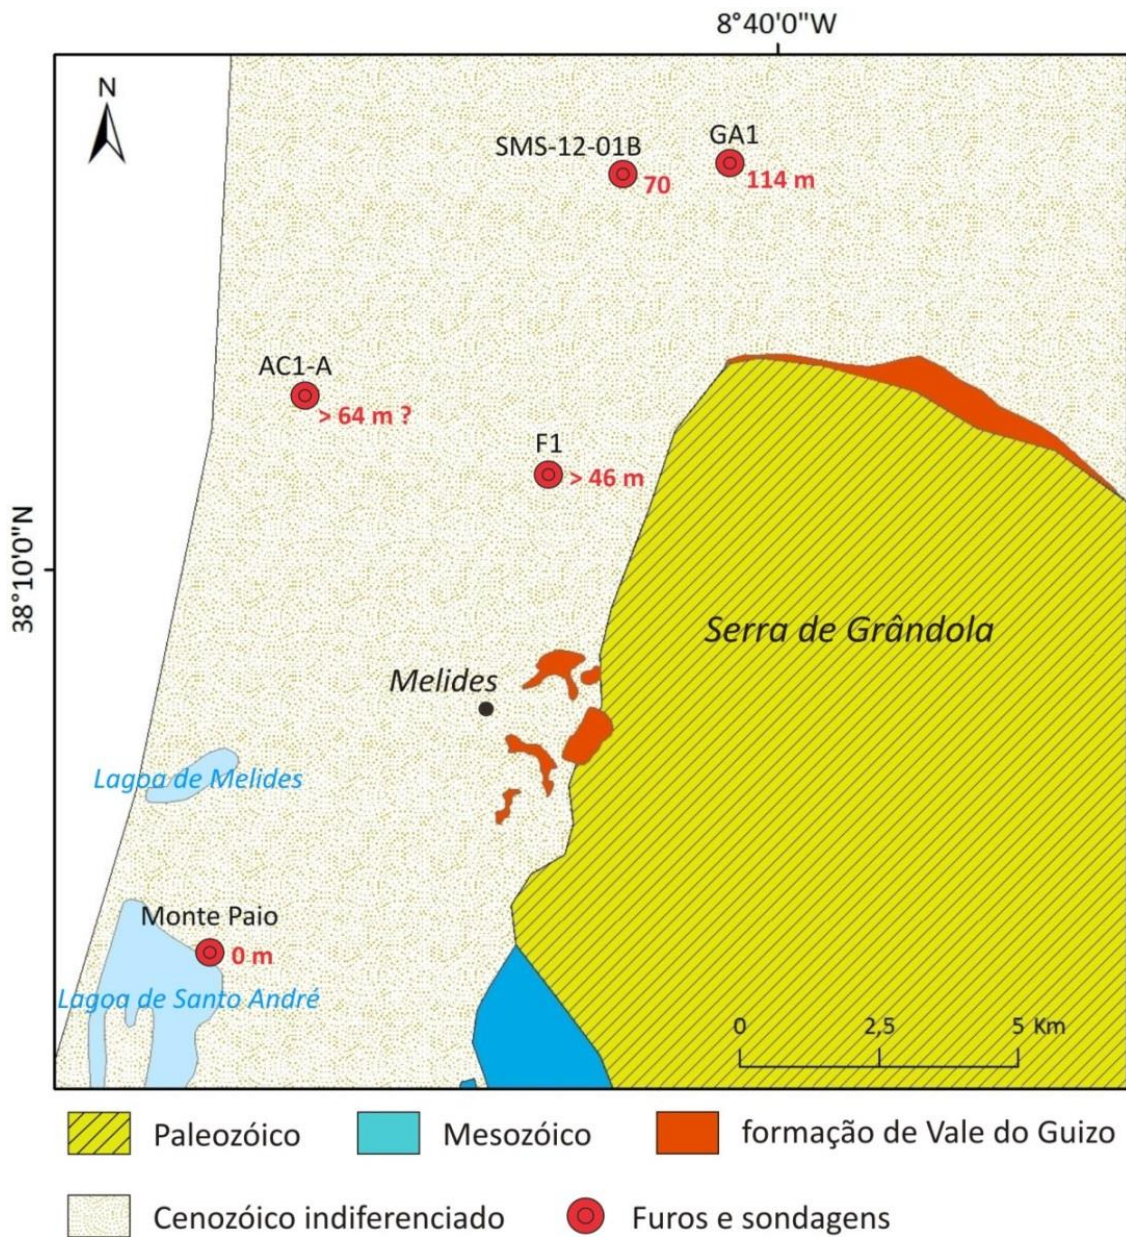 8°40'0"W
N
SMS-12-01B
70
GA1
114 m
AC1-A
> 64 m ?
F1
> 46 m
38°10'0"N
Serra de Grândola
Melides
Lagoa de Melides
Monte Paio
0 m
Lagoa de Santo André
0 2,5 5 Km
Paleozóico Mesozóico formação de Vale do Guizo
Cenozóico indiferenciado Furos e sondagens